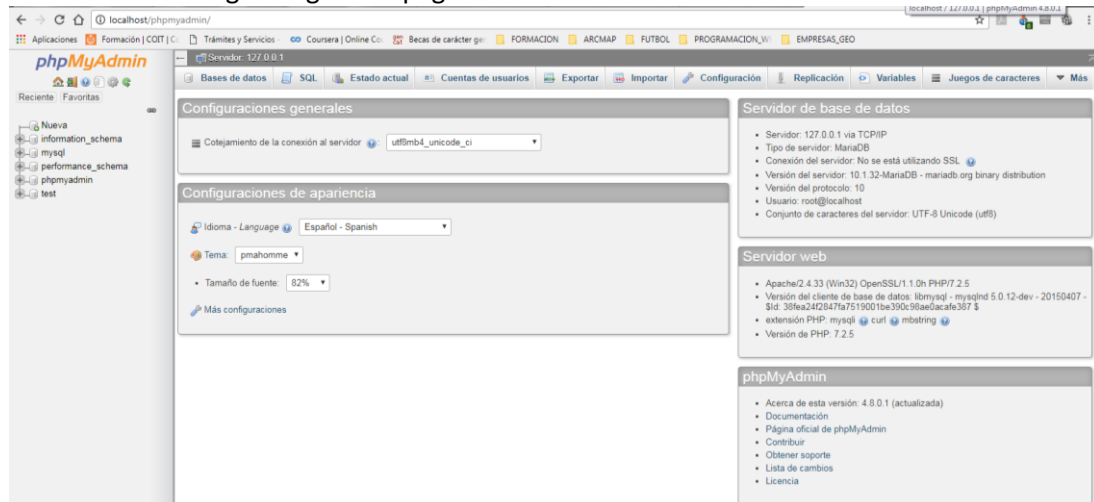 localhost / 127.0.0.1 | phpMyAdmin 4.8.0.1
localhost/phpmyadmin/
Aplicaciones Formación | COIT | C Trámites y Servicios - Coursera | Online Co Becas de carácter ge FORMACION ARCMAP FUTBOL PROGRAMACION_W EMPRESAS_GEO
phpMyAdmin
Reciente Favoritas
Nueva
information_schema
mysql
performance_schema
phpmyadmin
test
Servidor: 127.0.0.1
Bases de datos SQL Estado actual Cuentas de usuarios Exportar Importar Configuración Replicación Variables Juegos de caracteres Más
Configuraciones generales
Cotejamiento de la conexión al servidor : utf8mb4_unicode_ci
Configuraciones de apariencia
Idioma - Language Español - Spanish
Tema: pmahomme
Tamaño de fuente: 82%
Más configuraciones
Servidor de base de datos
Servidor: 127.0.0.1 via TCP/IP
Tipo de servidor: MariaDB
Conexión del servidor: No se está utilizando SSL
Versión del servidor: 10.1.32-MariaDB - mariadb.org binary distribution
Versión del protocolo: 10
Usuario: root@localhost
Conjunto de caracteres del servidor: UTF-8 Unicode (utf8)
Servidor web
Apache/2.4.33 (Win32) OpenSSL/1.1.0h PHP/7.2.5
Versión del cliente de base de datos: libmysql - mysqlnd 5.0.12-dev - 20150407 -
$Id: 38fea24f2847fa7519001be390c98ae0acafe387 $
extensión PHP: mysqli curl mbstring
Versión de PHP: 7.2.5
phpMyAdmin
Acerca de esta versión: 4.8.0.1 (actualizada)
Documentación
Página oficial de phpMyAdmin
Contribuir
Obtener soporte
Lista de cambios
Licencia